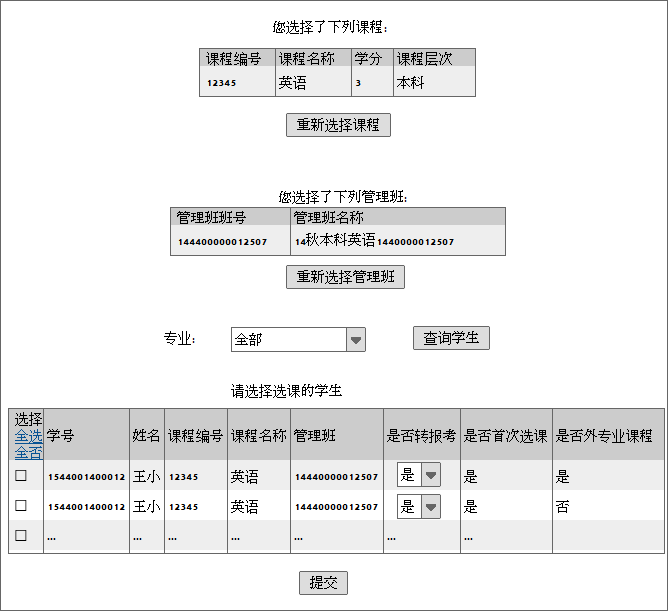 您选择了下列课程：
课程编号 课程名称 学分 课程层次
12345 英语 3 本科
重新选择课程
您选择了下列管理班：
管理班班号 管理班名称
144400000012507 14秋本科英语1440000012507
重新选择管理班
专业： 全部 查询学生
请选择选课的学生
选择 全选 全否 学号 姓名 课程编号 课程名称 管理班 是否转报考 是否首次选课 是否外专业课程
1544001400012 王小 12345 英语 14440000012507 是 是 是
1544001400012 王小 12345 英语 14440000012507 是 是 否
... ... ... ... ... ... ...
提交